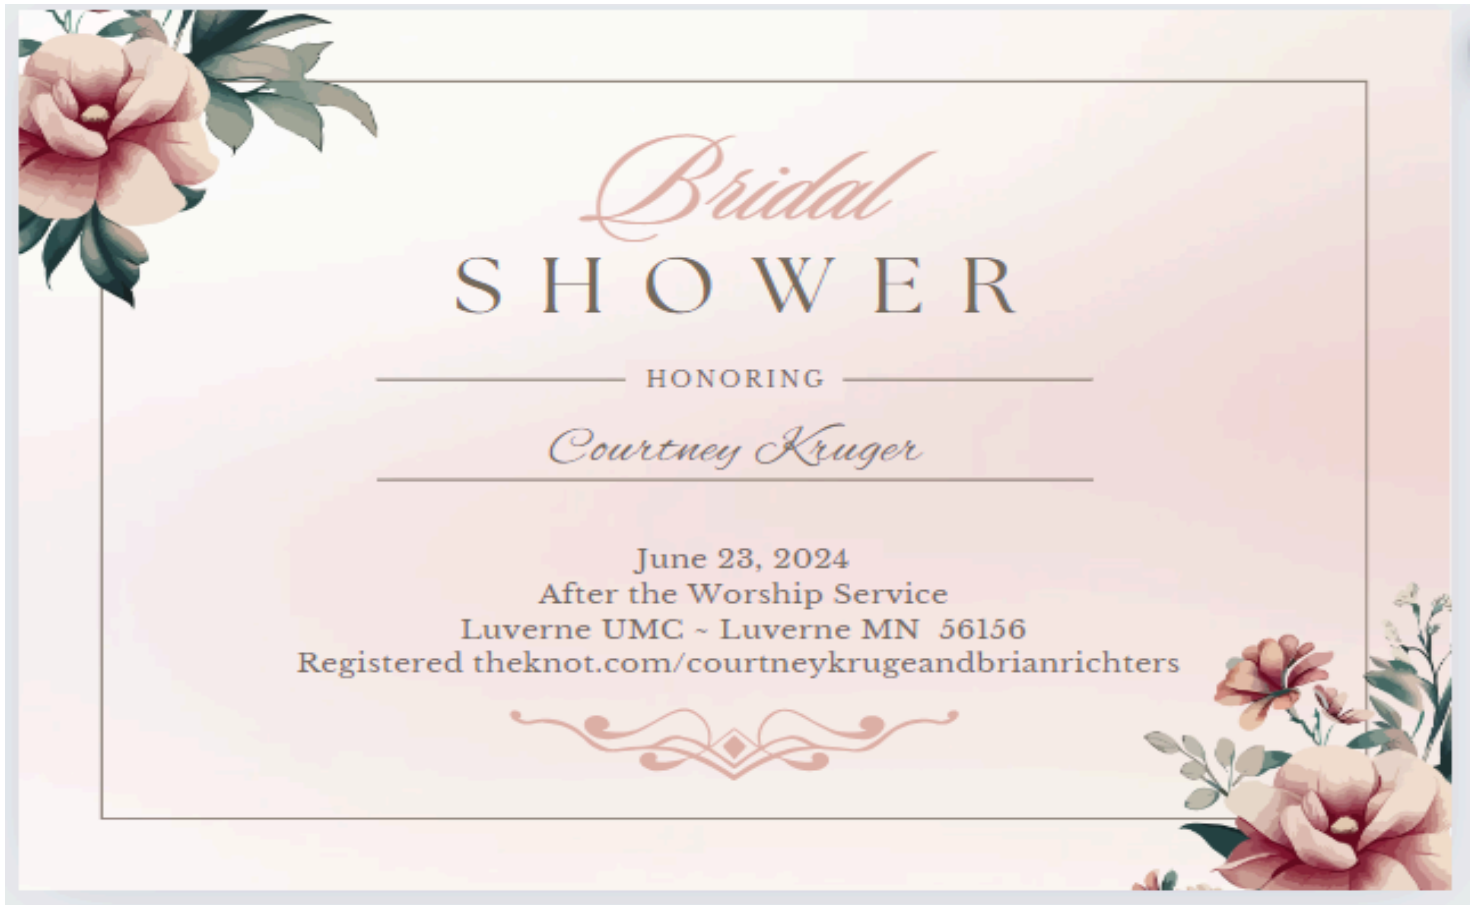 Bridal
SHOWER
HONORING
Courtney Kruger
June 23, 2024
After the Worship Service
Luverne UMC ~ Luverne MN  56156
Registered theknot.com/courtneykrugeandbrianrichters